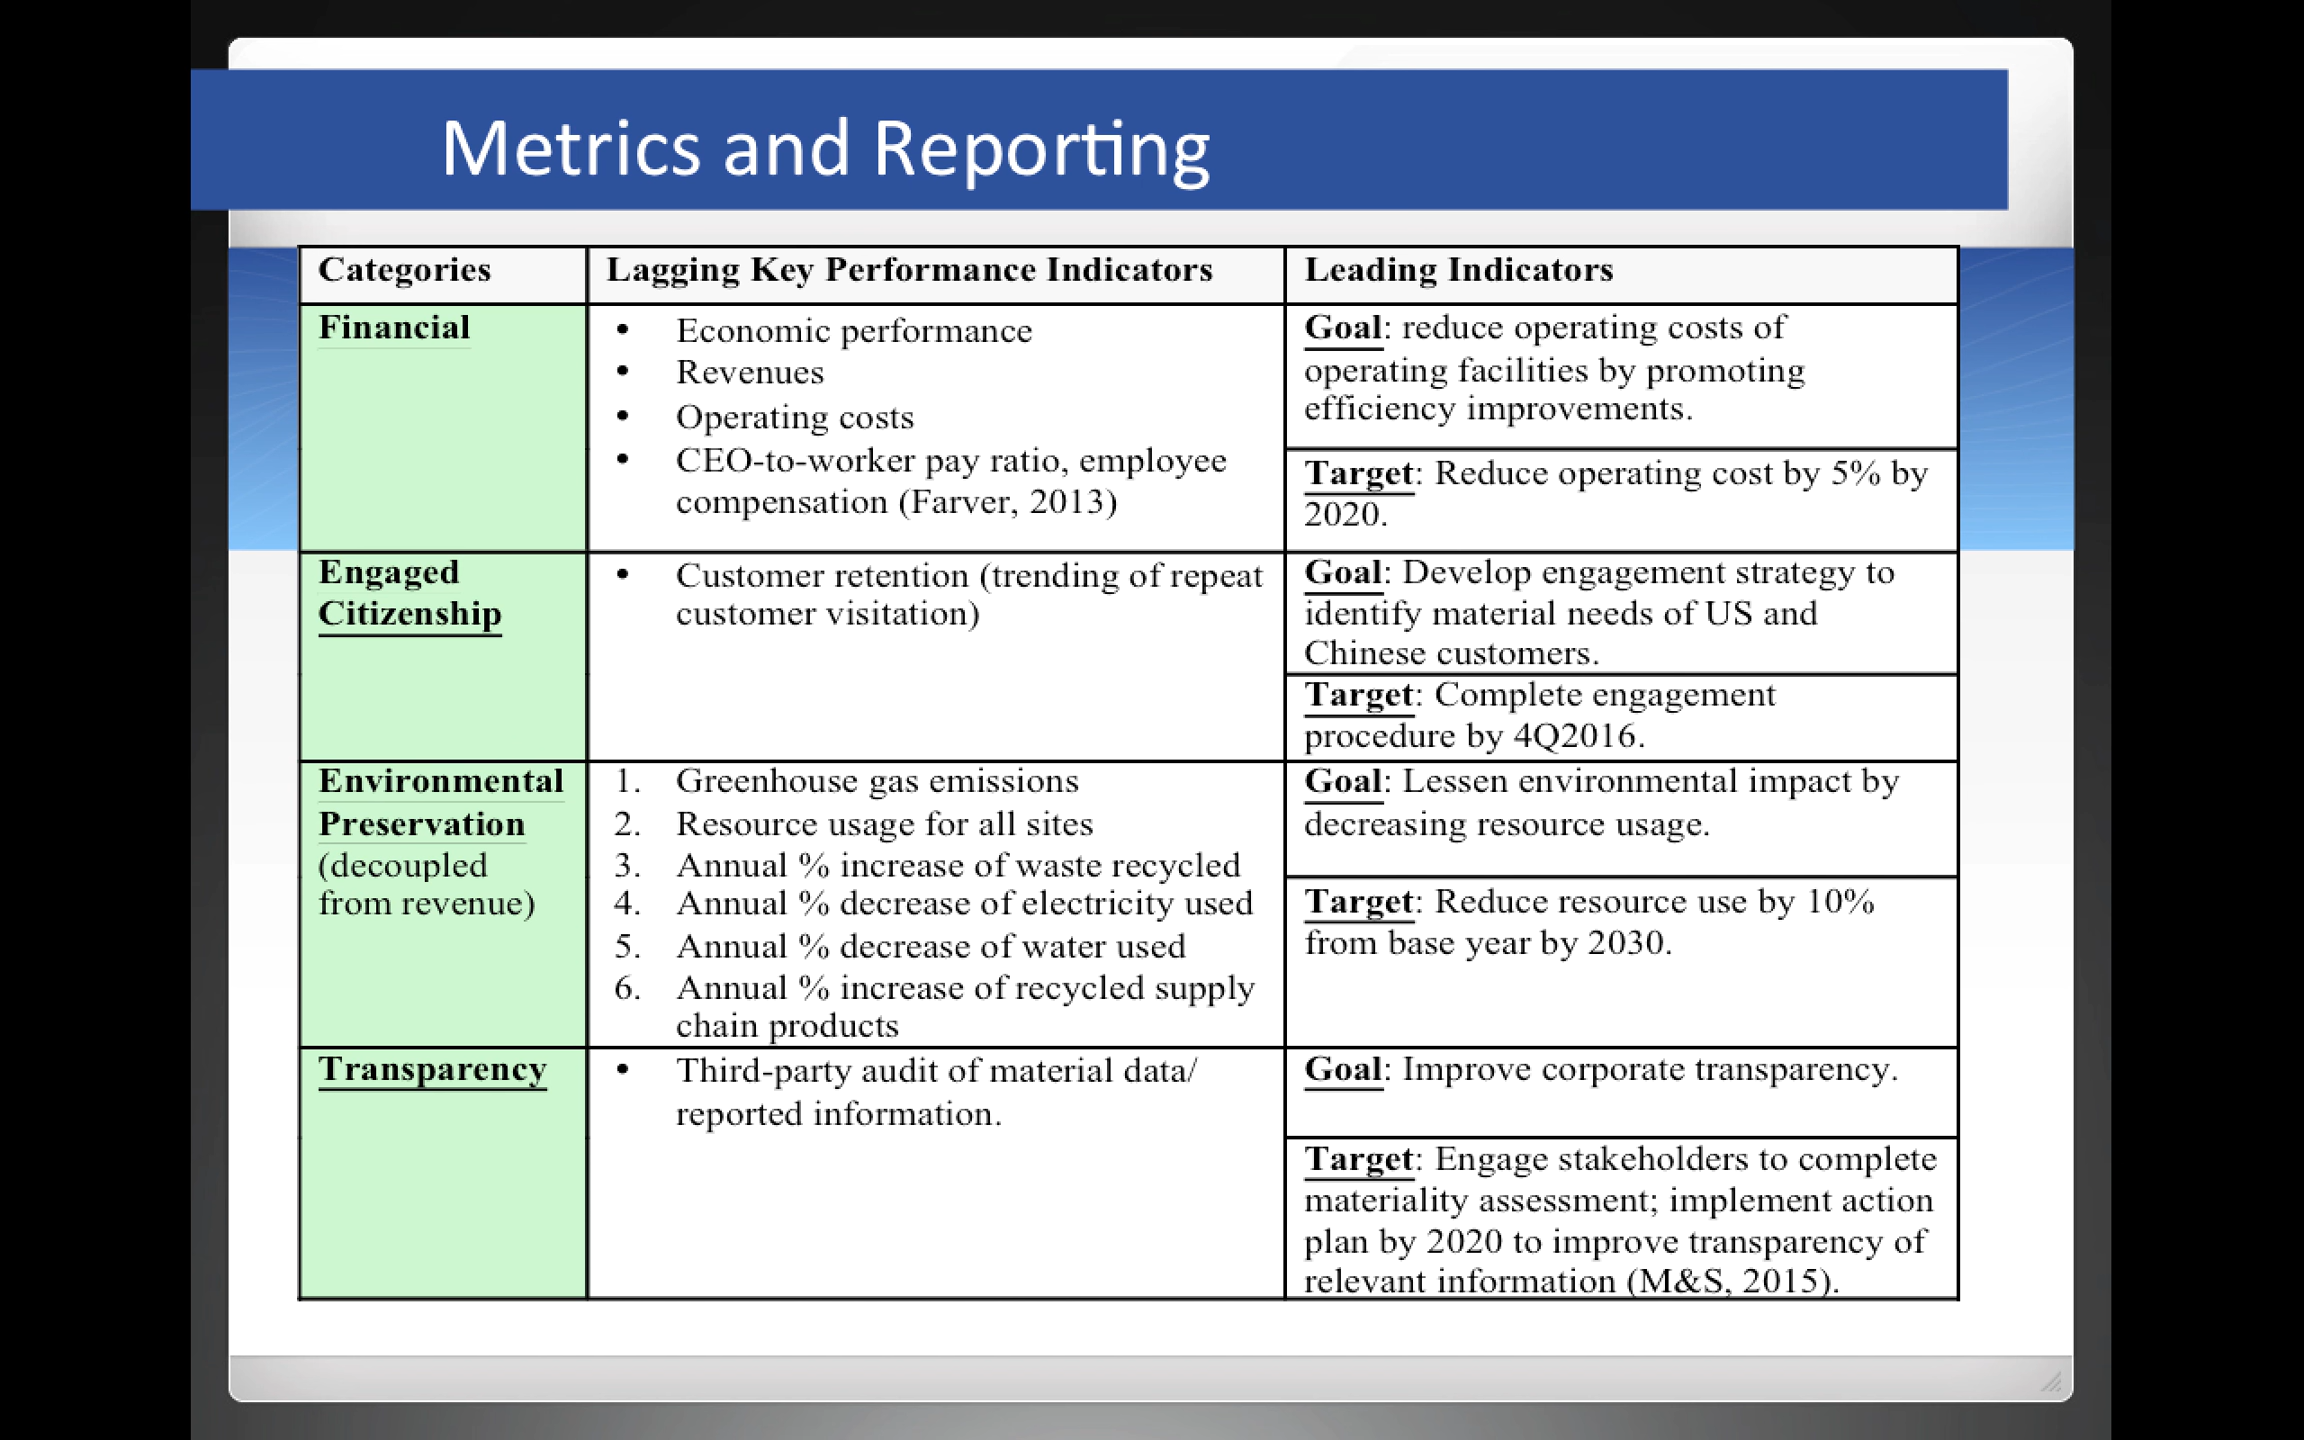 Metrics and Reporting
Categories
Lagging Key Performance Indicators
Leading Indicators
Financial
• Economic performance
• Revenues
• Operating costs
• CEO-to-worker pay ratio, employee
compensation (Farver, 2013)
Goal: reduce operating costs of
operating facilities by promoting
efficiency improvements.
Target: Reduce operating cost by 5% by
2020.
Engaged
Citizenship
• Customer retention (trending of repeat
customer visitation)
Goal: Develop engagement strategy to
identify material needs of US and
Chinese customers.
Target: Complete engagement
procedure by 4Q2016.
Environmental
Preservation
(decoupled
from revenue)
1. Greenhouse gas emissions
2. Resource usage for all sites
3. Annual % increase of waste recycled
4. Annual % decrease of electricity used
5. Annual % decrease of water used
6. Annual % increase of recycled supply
chain products
Goal: Lessen environmental impact by
decreasing resource usage.
Target: Reduce resource use by 10%
from base year by 2030.
Transparency
• Third-party audit of material data/
reported information.
Goal: Improve corporate transparency.
Target: Engage stakeholders to complete
materiality assessment; implement action
plan by 2020 to improve transparency of
relevant information (M&S, 2015).